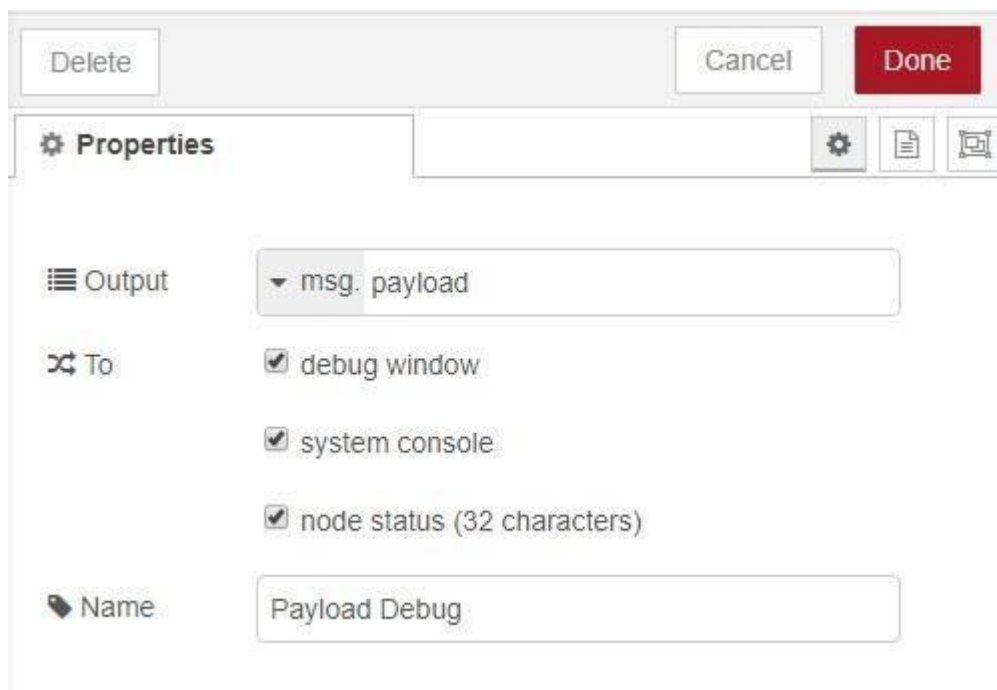 Delete Cancel Done
Properties
Output msg. payload
To debug window
system console
node status (32 characters)
Name Payload Debug